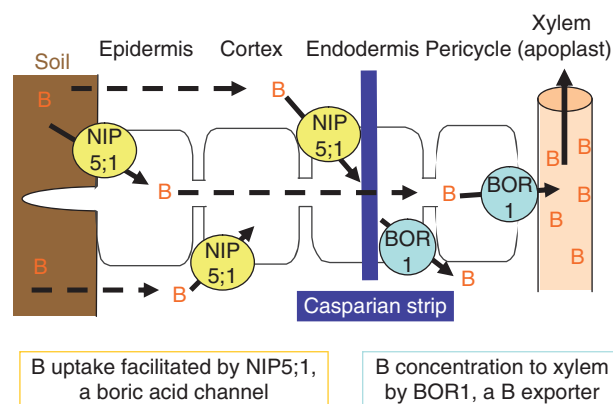 Xylem
Epidermis Cortex Endodermis Pericycle (apoplast)
Soil
B
B
NIP
5;1
NIP
5;1
B
B
B
BOR
1
B
B
B
B
B
NIP
5;1
BOR
1
B
B
B
Casparian strip
B uptake facilitated by NIP5;1,
a boric acid channel
B concentration to xylem
by BOR1, a B exporter